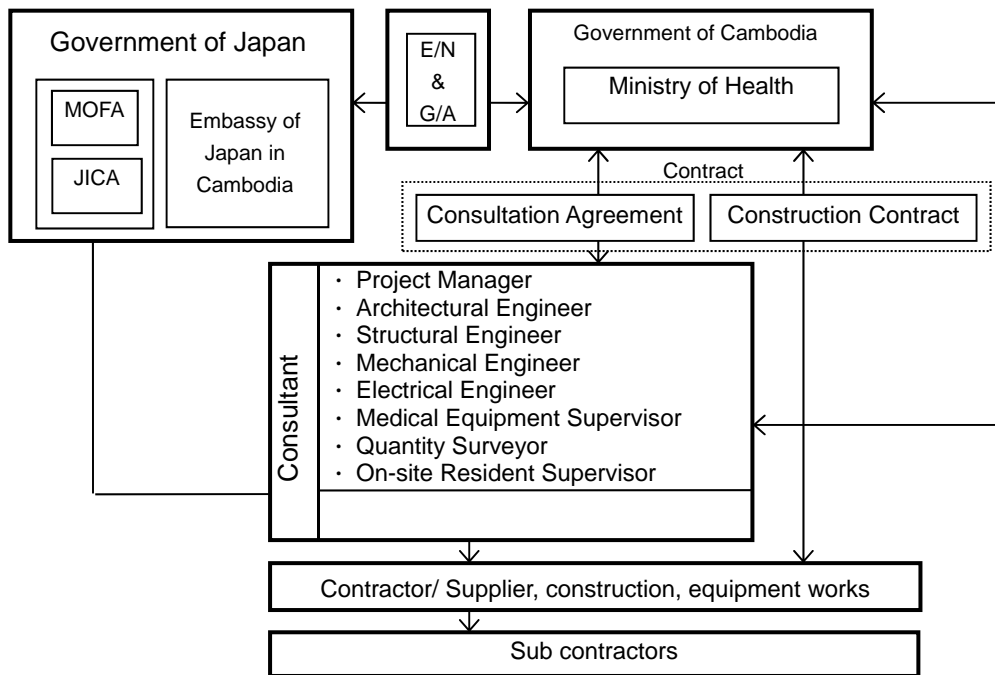 Government of Japan
MOFA
JICA
Embassy of
Japan in
Cambodia
E/N
&
G/A
Government of Cambodia
Ministry of Health
Contract
Consultation Agreement
Construction Contract
Consultant
・ Project Manager
・ Architectural Engineer
・ Structural Engineer
・ Mechanical Engineer
・ Electrical Engineer
・ Medical Equipment Supervisor
・ Quantity Surveyor
・ On-site Resident Supervisor
Contractor/ Supplier, construction, equipment works
Sub contractors